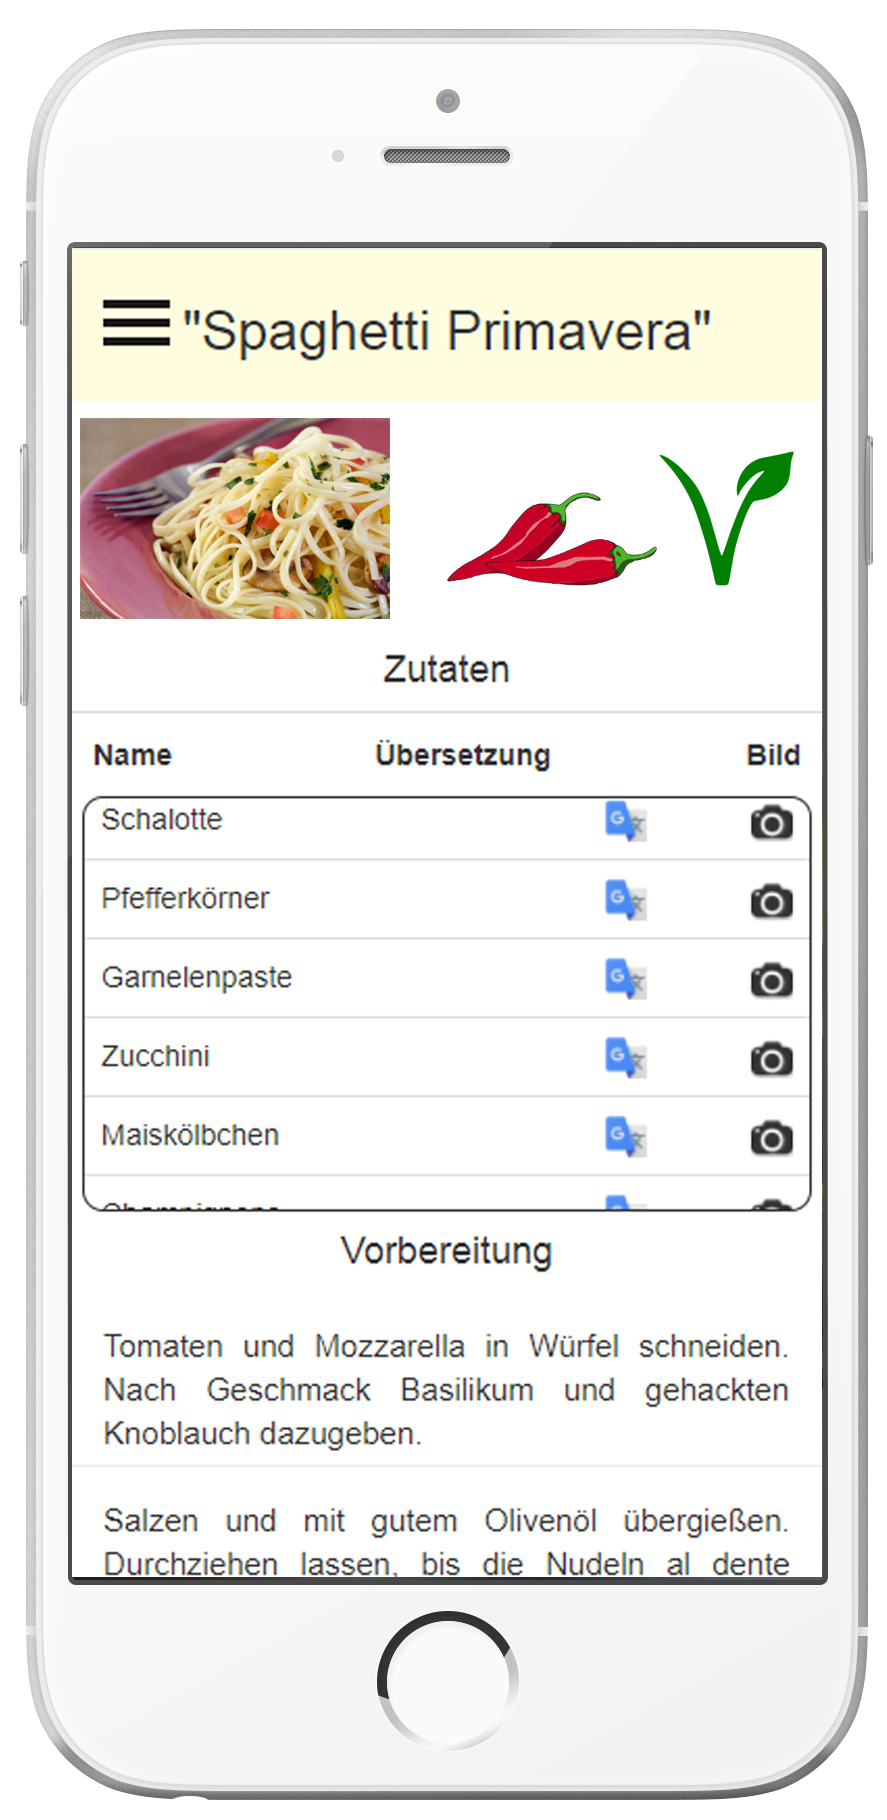 "Spaghetti Primavera"
Zutaten
Name Übersetzung Bild
Schalotte
Pfefferkörner
Garnelenpaste
Zucchini
Maiskölbchen
Vorbereitung
Tomaten und Mozzarella in Würfel schneiden.
Nach Geschmack Basilikum und gehackten
Knoblauch dazugeben.
Salzen und mit gutem Olivenöl übergießen.
Durchziehen lassen, bis die Nudeln al dente